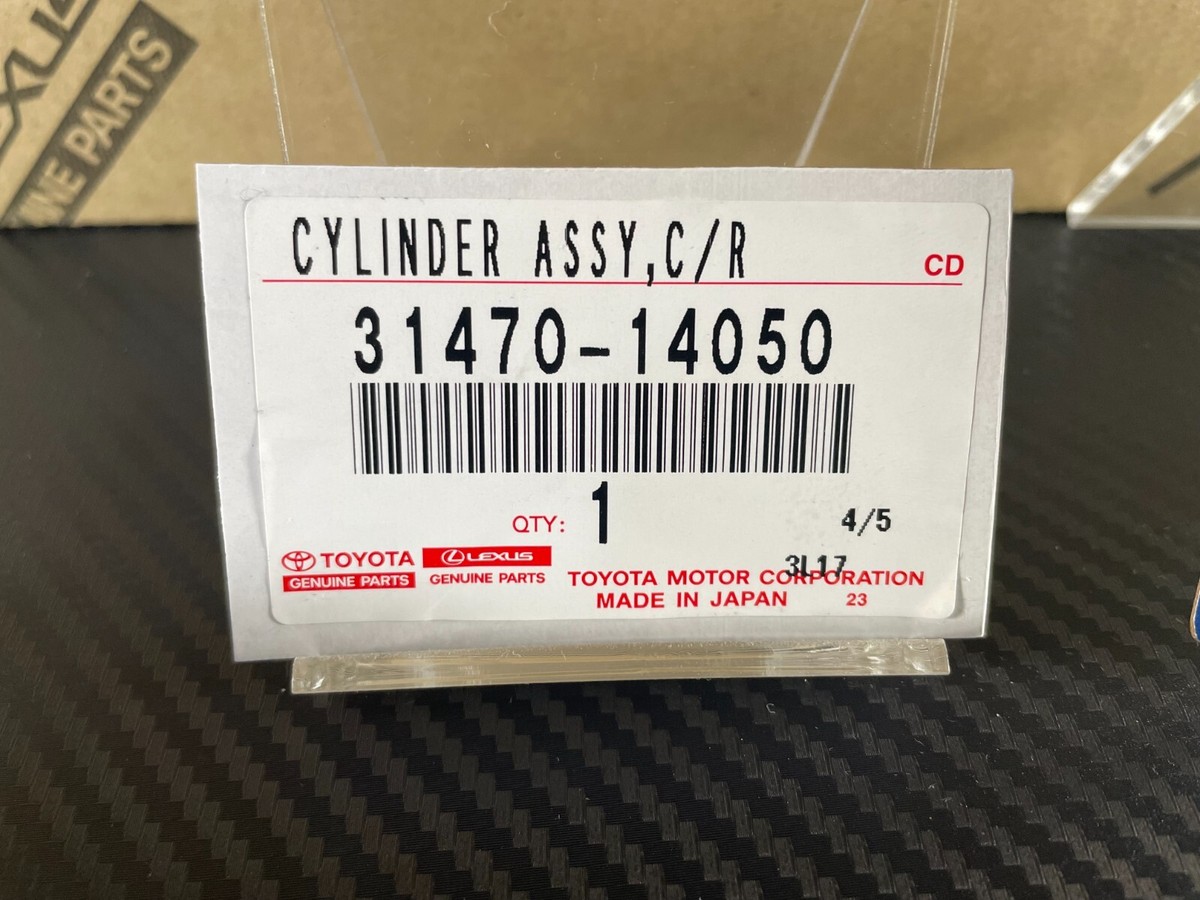 PARTS
CYLINDER ASSY,C/R
CD
31470-14050
QTY: 1
4/5
3L17
TOYOTA LEXUS
GENUINE PARTS GENUINE PARTS
TOYOTA MOTOR CORPORATION
MADE IN JAPAN 23